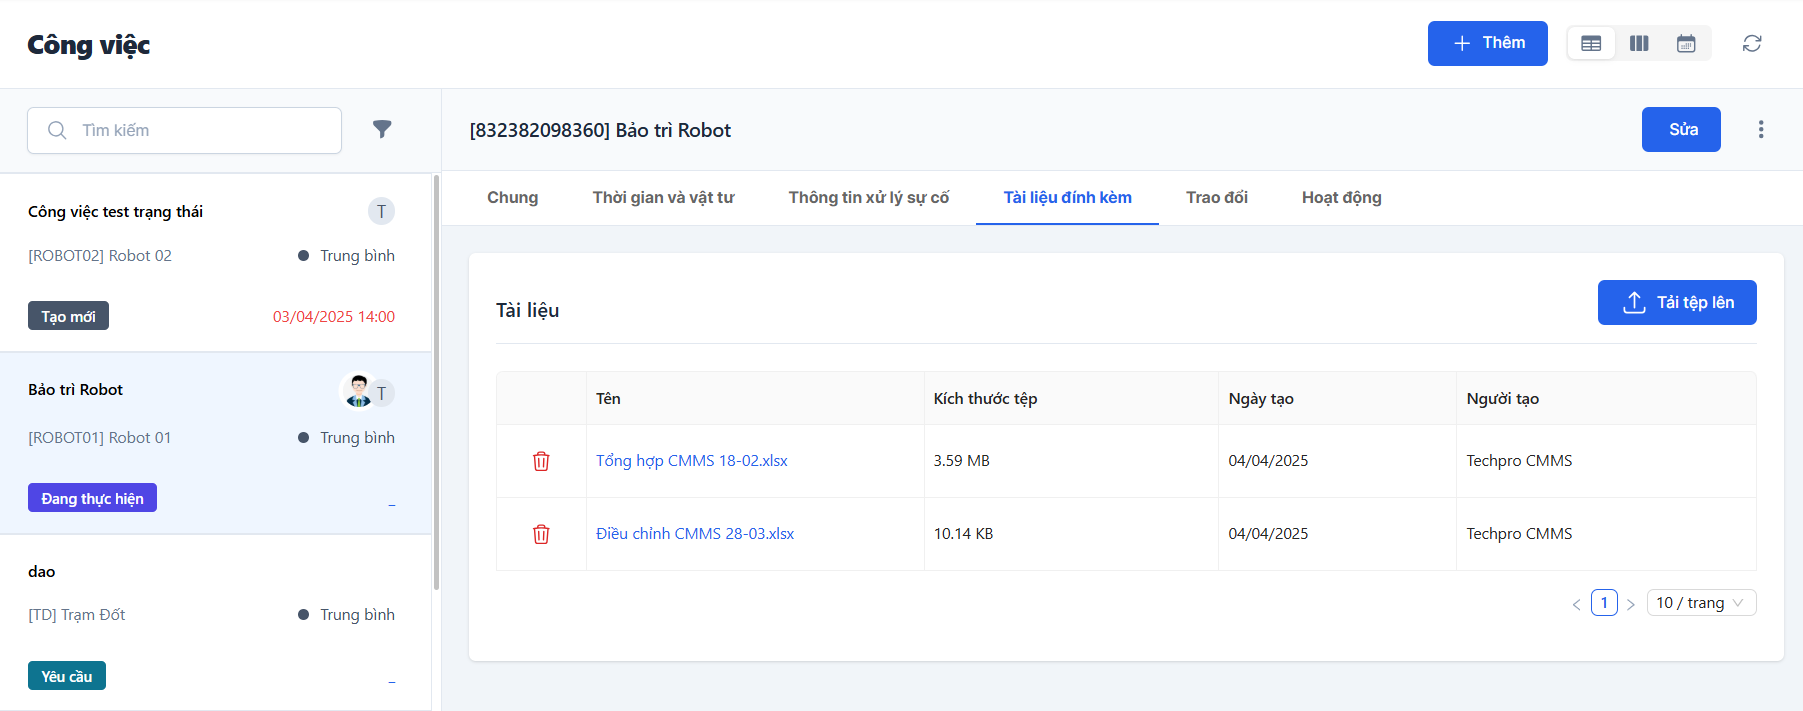 Công việc
Thêm
Tìm kiếm
Công việc test trạng thái
T
[ROBOT02] Robot 02
Trung bình
Tạo mới
03/04/2025 14:00
Bảo trì Robot
T
[ROBOT01] Robot 01
Trung bình
Đang thực hiện
_
dao
[TD] Trạm Đốt
Trung bình
Yêu cầu
_
[832382098360] Bảo trì Robot
Sửa
Chung
Thời gian và vật tư
Thông tin xử lý sự cố
Tài liệu đính kèm
Trao đổi
Hoạt động
Tài liệu
Tải tệp lên
Tên
Kích thước tệp
Ngày tạo
Người tạo
Tổng hợp CMMS 18-02.xlsx
3.59 MB
04/04/2025
Techpro CMMS
Điều chỉnh CMMS 28-03.xlsx
10.14 KB
04/04/2025
Techpro CMMS
1
10 / trang